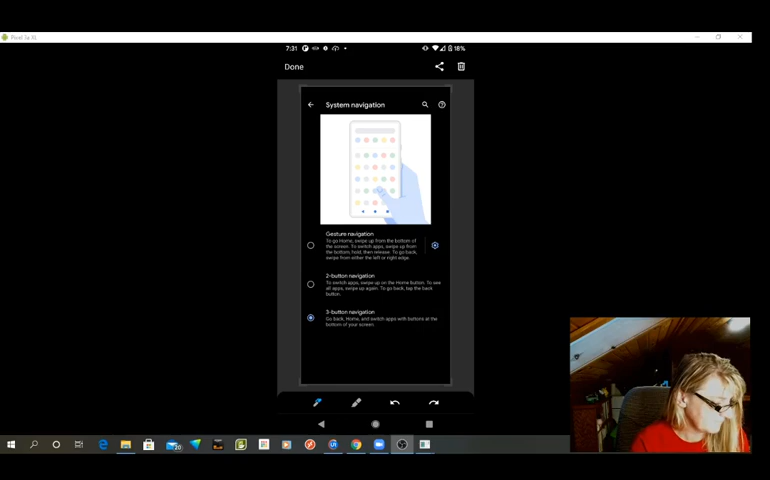 Pixel 3a XL
7:31
18%
Done
System navigation
Gesture navigation
To go Home, swipe up from the bottom of
the screen. To switch apps, swipe up from
the bottom, hold, then release. To go back,
swipe from either the left or right edge.
2-button navigation
To switch apps, swipe up on the Home button. To see
all apps, swipe up again. To go back, tap the back
button.
3-button navigation
Go back, Home, and switch apps with buttons at the
bottom of your screen.
20